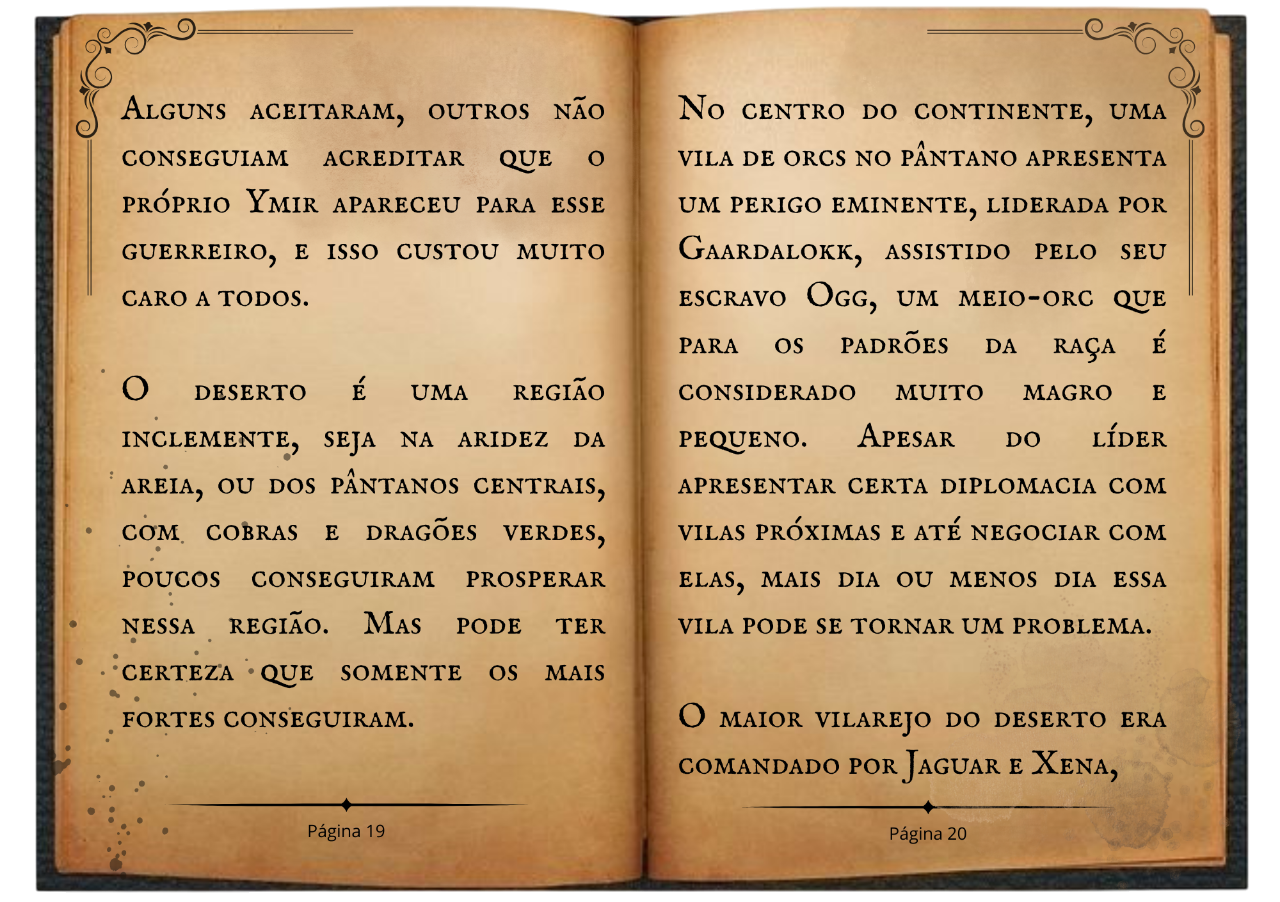 Alguns aceitaram, outros não
conseguiam acreditar que o
próprio Ymir apareceu para esse
guerreiro, e isso custou muito
caro a todos.
O deserto é uma região
inclemente, seja na aridez da
areia, ou dos pântanos centrais,
com cobras e dragões verdes,
poucos conseguiram prosperar
nessa região. Mas pode ter
certeza que somente os mais
fortes conseguiram.
Página 19
No centro do continente, uma
vila de orcs no pântano apresenta
um perigo eminente, liderada por
Gaardalokk, assistido pelo seu
escravo Ogg, um meio-orc que
para os padrões da raça é
considerado muito magro e
pequeno. Apesar do líder
apresentar certa diplomacia com
vilas próximas e até negociar com
elas, mais dia ou menos dia essa
vila pode se tornar um problema.
O maior vilarejo do deserto era
comandado por Jaguar e Xena,
Página 20